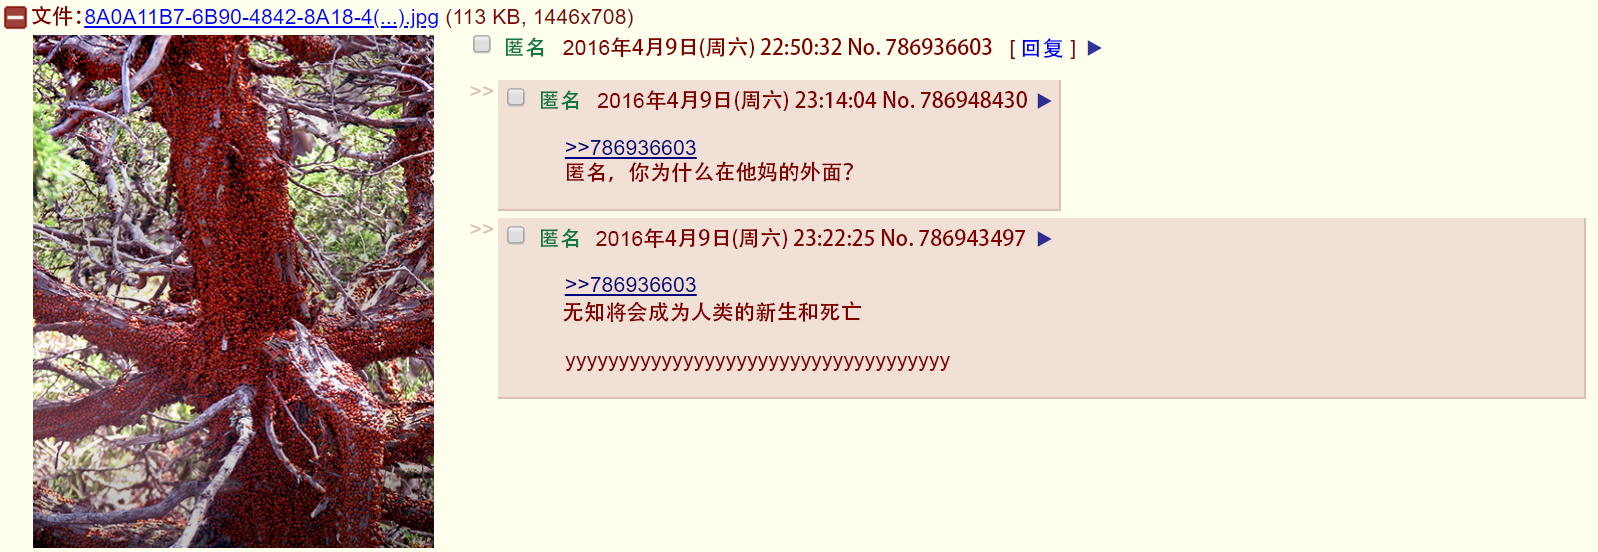 文件:8A0A11B7-6B90-4842-8A18-4(...).jpg (113 KB, 1446x708)
匿名 2016年4月9日(周六) 22:50:32 No. 786936603 [ 回复 ] ▶
>> 匿名 2016年4月9日(周六) 23:14:04 No. 786948430 ▶
>>786936603
匿名，你为什么在他妈的外面？
>> 匿名 2016年4月9日(周六) 23:22:25 No. 786943497 ▶
>>786936603
无知将会成为人类的新生和死亡
yyyyyyyyyyyyyyyyyyyyyyyyyyyyyyyyyyyy